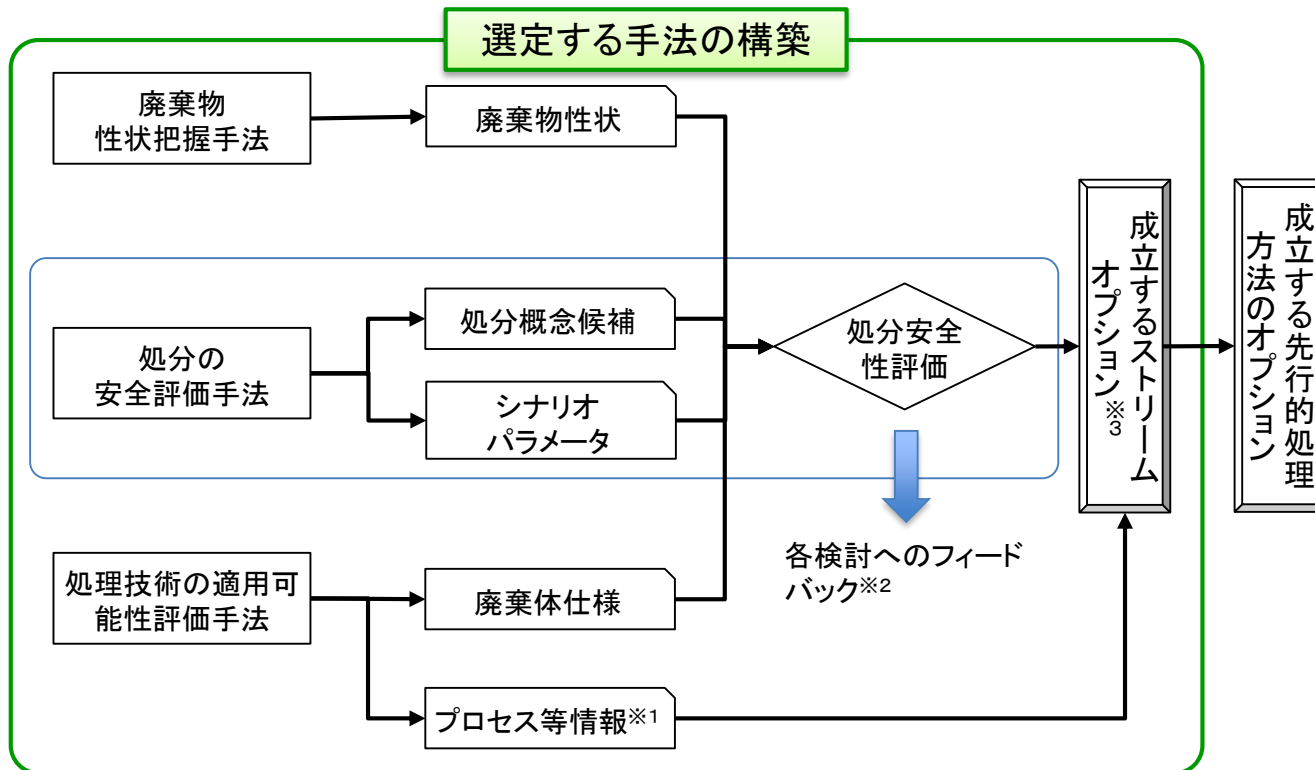 選定する手法の構築
廃棄物
性状把握手法
廃棄物性状
処分の
安全評価手法
処分概念候補
シナリオ
パラメータ
処分安全
性評価
各検討へのフィード
バック※2
処理技術の適用可
能性評価手法
廃棄体仕様
プロセス等情報※1
成立するストリーム
オプション※3
成立する先行的処理
方法のオプション